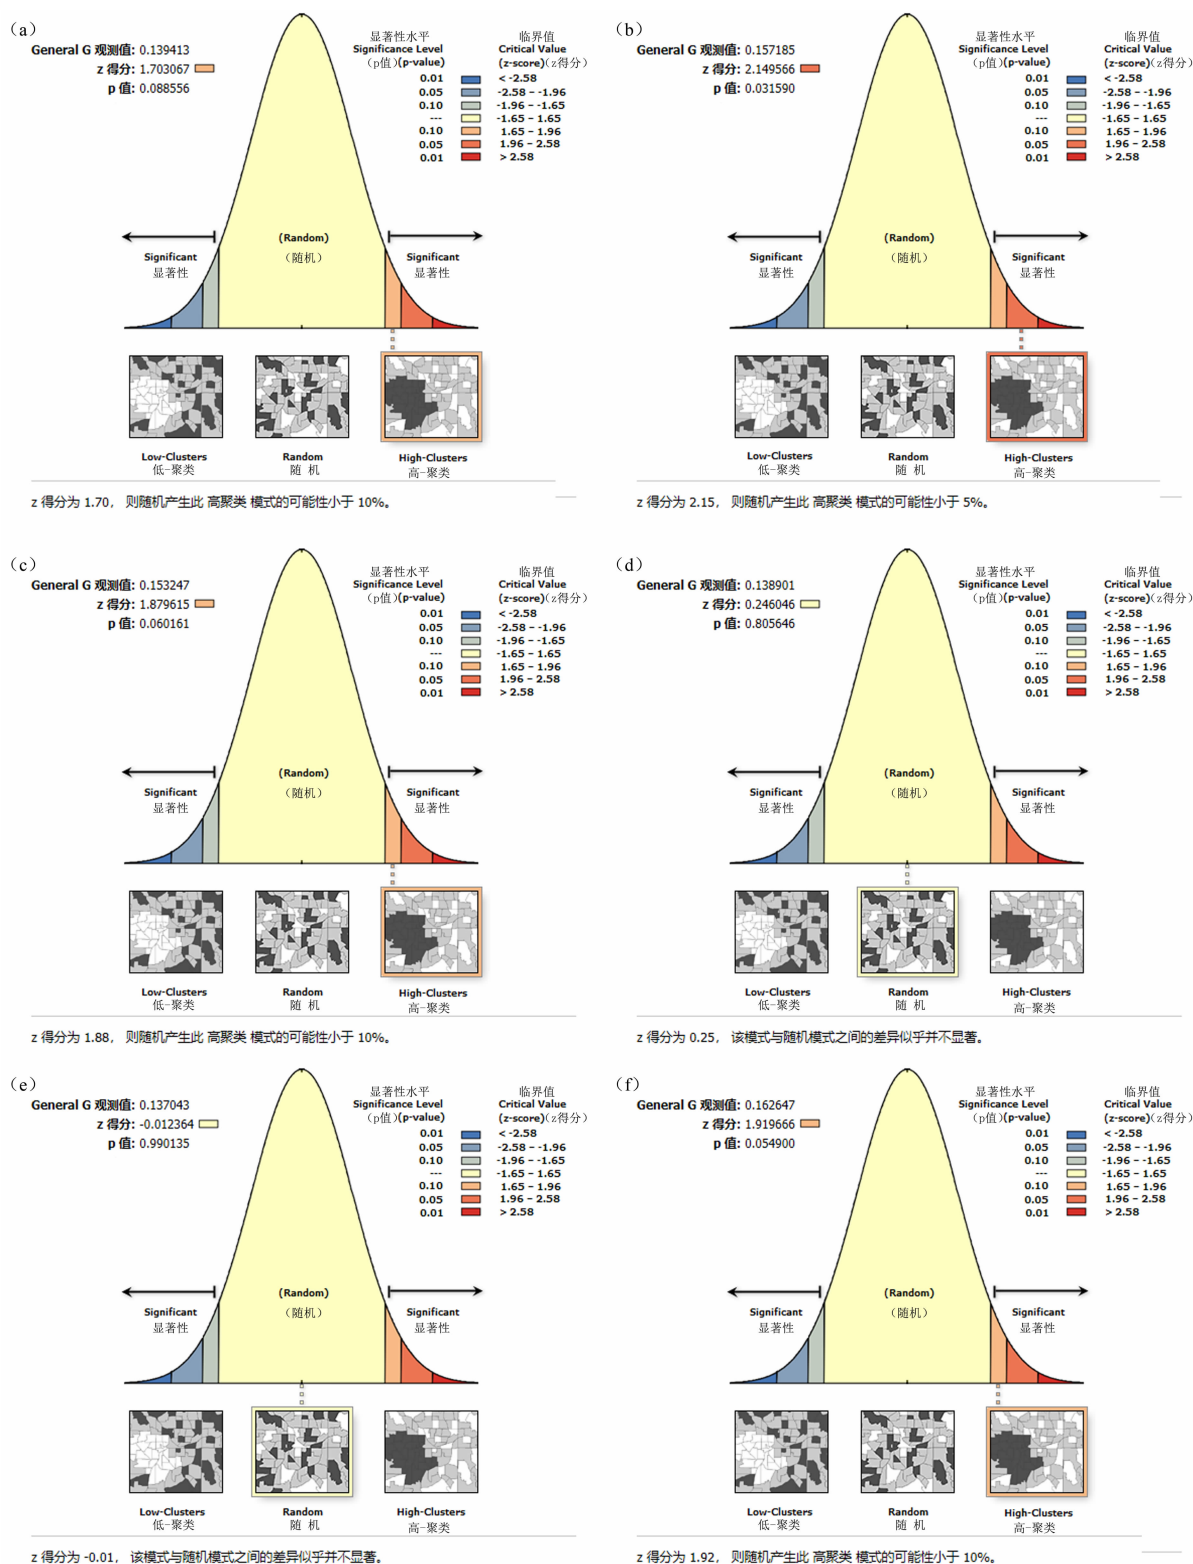 (a)
General G 观测值: 0.139413
z 得分: 1.703067
p 值: 0.088556
显著性水平
Significance Level
(p值)(p-value)
临界值
Critical Value
(z-score)(z得分)
0.01 < -2.58
0.05 -2.58 – -1.96
0.10 -1.96 – -1.65
--- -1.65 – 1.65
0.10 1.65 – 1.96
0.05 1.96 – 2.58
0.01 > 2.58
(Random)
(随机)
Significant
显著性
Significant
显著性
Low-Clusters
低-聚类
Random
随 机
High-Clusters
高-聚类
z 得分为 1.70, 则随机产生此 高聚类 模式的可能性小于 10%。
(b)
General G 观测值: 0.157185
z 得分: 2.149566
p 值: 0.031590
显著性水平
Significance Level
(p值)(p-value)
临界值
Critical Value
(z-score)(z得分)
0.01 < -2.58
0.05 -2.58 – -1.96
0.10 -1.96 – -1.65
--- -1.65 – 1.65
0.10 1.65 – 1.96
0.05 1.96 – 2.58
0.01 > 2.58
(Random)
(随机)
Significant
显著性
Significant
显著性
Low-Clusters
低-聚类
Random
随 机
High-Clusters
高-聚类
z 得分为 2.15, 则随机产生此 高聚类 模式的可能性小于 5%。
(c)
General G 观测值: 0.153247
z 得分: 1.879615
p 值: 0.060161
显著性水平
Significance Level
(p值)(p-value)
临界值
Critical Value
(z-score)(z得分)
0.01 < -2.58
0.05 -2.58 – -1.96
0.10 -1.96 – -1.65
--- -1.65 – 1.65
0.10 1.65 – 1.96
0.05 1.96 – 2.58
0.01 > 2.58
(Random)
(随机)
Significant
显著性
Significant
显著性
Low-Clusters
低-聚类
Random
随 机
High-Clusters
高-聚类
z 得分为 1.88, 则随机产生此 高聚类 模式的可能性小于 10%。
(d)
General G 观测值: 0.138901
z 得分: 0.246046
p 值: 0.805646
显著性水平
Significance Level
(p值)(p-value)
临界值
Critical Value
(z-score)(z得分)
0.01 < -2.58
0.05 -2.58 – -1.96
0.10 -1.96 – -1.65
--- -1.65 – 1.65
0.10 1.65 – 1.96
0.05 1.96 – 2.58
0.01 > 2.58
(Random)
(随机)
Significant
显著性
Significant
显著性
Low-Clusters
低-聚类
Random
随 机
High-Clusters
高-聚类
z 得分为 0.25, 该模式与随机模式之间的差异似乎并不显著。
(e)
General G 观测值: 0.137043
z 得分: -0.012364
p 值: 0.990135
显著性水平
Significance Level
(p值)(p-value)
临界值
Critical Value
(z-score)(z得分)
0.01 < -2.58
0.05 -2.58 – -1.96
0.10 -1.96 – -1.65
--- -1.65 – 1.65
0.10 1.65 – 1.96
0.05 1.96 – 2.58
0.01 > 2.58
(Random)
(随机)
Significant
显著性
Significant
显著性
Low-Clusters
低-聚类
Random
随 机
High-Clusters
高-聚类
z 得分为 -0.01, 该模式与随机模式之间的差异似乎并不显著。
(f)
General G 观测值: 0.162647
z 得分: 1.919666
p 值: 0.054900
显著性水平
Significance Level
(p值)(p-value)
临界值
Critical Value
(z-score)(z得分)
0.01 < -2.58
0.05 -2.58 – -1.96
0.10 -1.96 – -1.65
--- -1.65 – 1.65
0.10 1.65 – 1.96
0.05 1.96 – 2.58
0.01 > 2.58
(Random)
(随机)
Significant
显著性
Significant
显著性
Low-Clusters
低-聚类
Random
随 机
High-Clusters
高-聚类
z 得分为 1.92, 则随机产生此 高聚类 模式的可能性小于 10%。